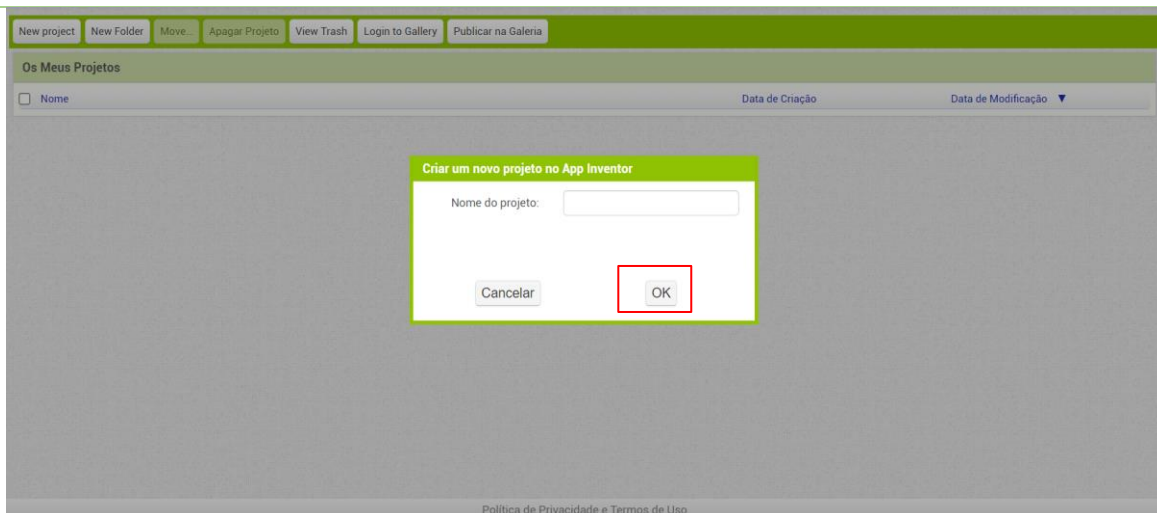 New project New Folder Move... Apagar Projeto View Trash Login to Gallery Publicar na Galeria
Os Meus Projetos
Nome Data de Criação Data de Modificação ▼
Criar um novo projeto no App Inventor
Nome do projeto:
Cancelar OK
Política de Privacidade e Termos de Uso